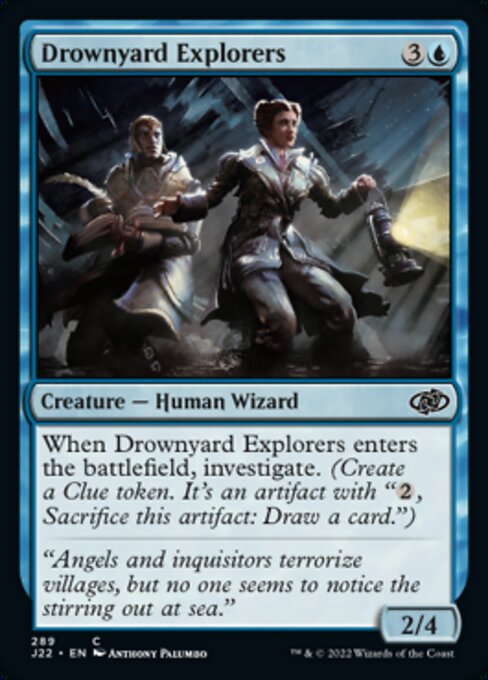 Drownyard Explorers 3
Creature — Human Wizard
When Drownyard Explorers enters
the battlefield, investigate. (Create
a Clue token. It's an artifact with “2,
Sacrifice this artifact: Draw a card.”)
“Angels and inquisitors terrorize
villages, but no one seems to notice the
stirring out at sea.”
2/4
289 C
J22 • EN Anthony Palumbo
™ & © 2022 Wizards of the Coast